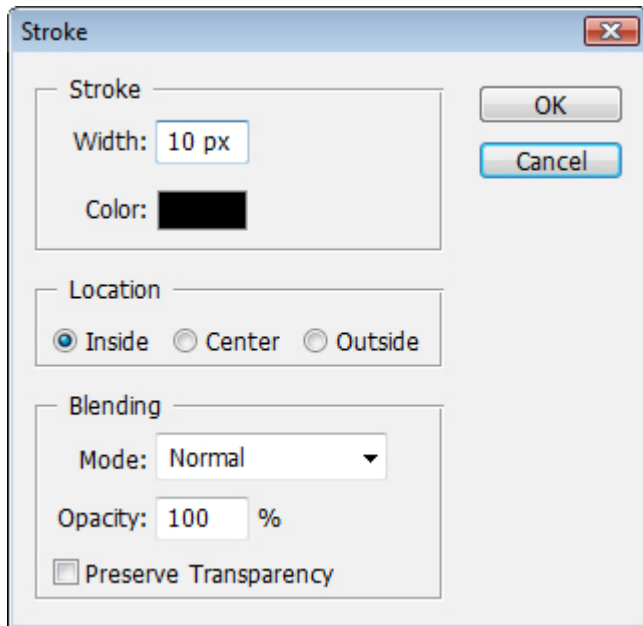 Stroke
Stroke
OK
Width: 10 px
Cancel
Color:
Location
Inside Center Outside
Blending
Mode: Normal
Opacity: 100 %
Preserve Transparency